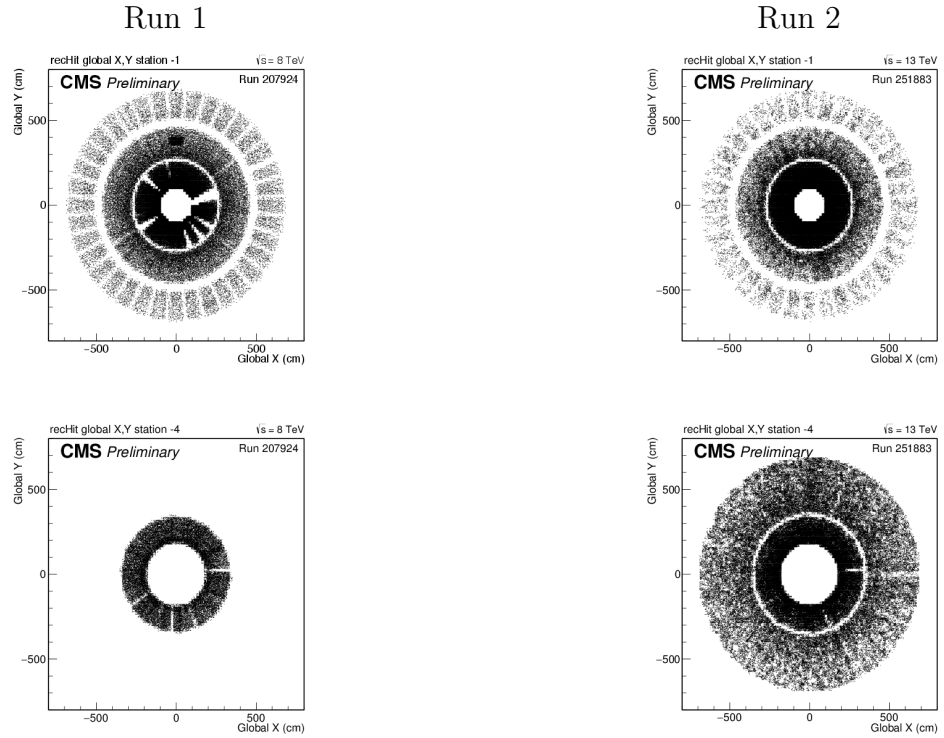 Run 1
Run 2
recHit global X,Y station -1 √s = 8 TeV
CMS Preliminary Run 207924
Global Y (cm)
500
0
−500
−500 0 500
Global X (cm)
recHit global X,Y station -1 √s = 13 TeV
CMS Preliminary Run 251883
Global Y (cm)
500
0
−500
−500 0 500
Global X (cm)
recHit global X,Y station -4 √s = 8 TeV
CMS Preliminary Run 207924
Global Y (cm)
500
0
−500
−500 0 500
Global X (cm)
recHit global X,Y station -4 √s = 13 TeV
CMS Preliminary Run 251883
Global Y (cm)
500
0
−500
−500 0 500
Global X (cm)